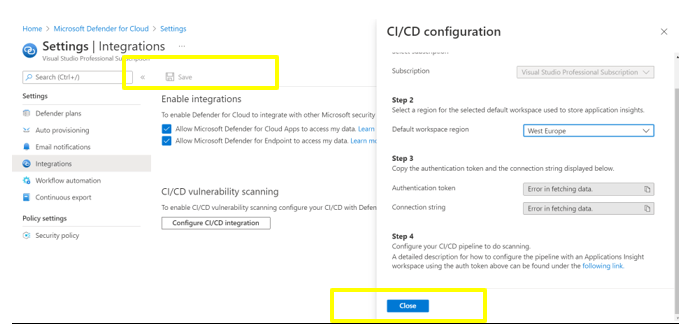 Home > Microsoft Defender for Cloud > Settings
Settings | Integrations ...
Visual Studio Professional Subscription
Search (Ctrl+/)
«
Save
Settings
Defender plans
Auto provisioning
Email notifications
Integrations
Workflow automation
Continuous export
Policy settings
Security policy
Enable integrations
To enable Defender for Cloud to integrate with other Microsoft security
Allow Microsoft Defender for Cloud Apps to access my data. Learn
Allow Microsoft Defender for Endpoint to access my data. Learn mo
CI/CD vulnerability scanning
To enable CI/CD vulnerability scanning configure your CI/CD with Defen
Configure CI/CD integration
CI/CD configuration
Subscription
Visual Studio Professional Subscription
Step 2
Select a region for the selected default workspace used to store application insights.
Default workspace region
West Europe
Step 3
Copy the authentication token and the connection string displayed below.
Authentication token
Error in fetching data.
Connection string
Error in fetching data.
Step 4
Configure your CI/CD pipeline to do scanning.
A detailed description for how to configure the pipeline with an Applications Insight
workspace using the auth token above can be found under the following link.
Close